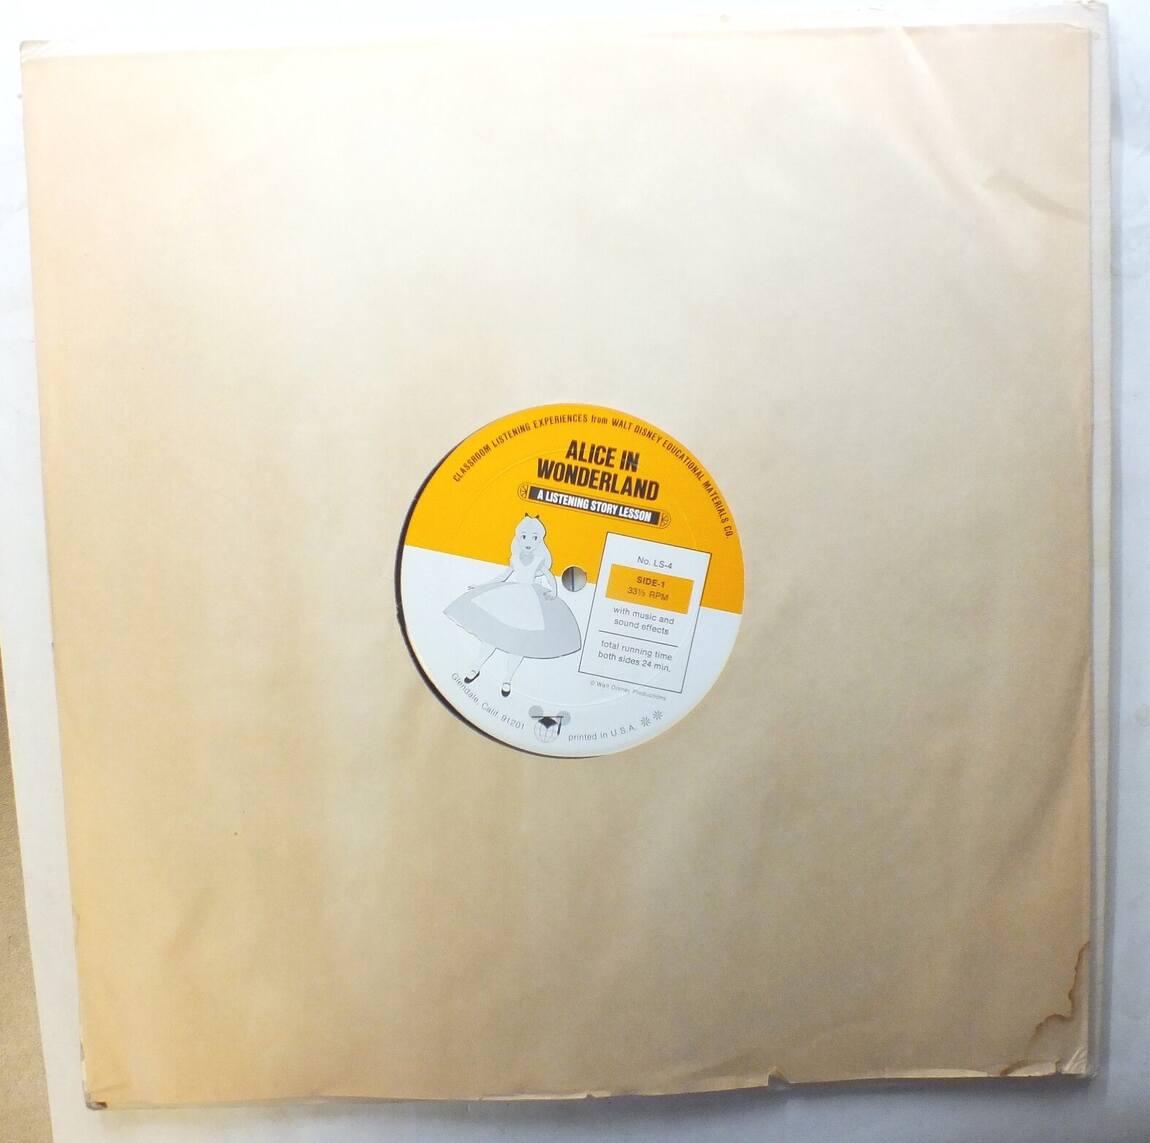 CLASSROOM LISTENING EXPERIENCES from WALT DISNEY EDUCATIONAL MATERIALS CO.
ALICE IN
WONDERLAND
A LISTENING STORY LESSON
No. LS-4
SIDE-1
33⅓ RPM
with music and
sound effects
total running time
both sides 24 min.
© Walt Disney Productions
Glendale, Calif. 91201
printed in U.S.A.